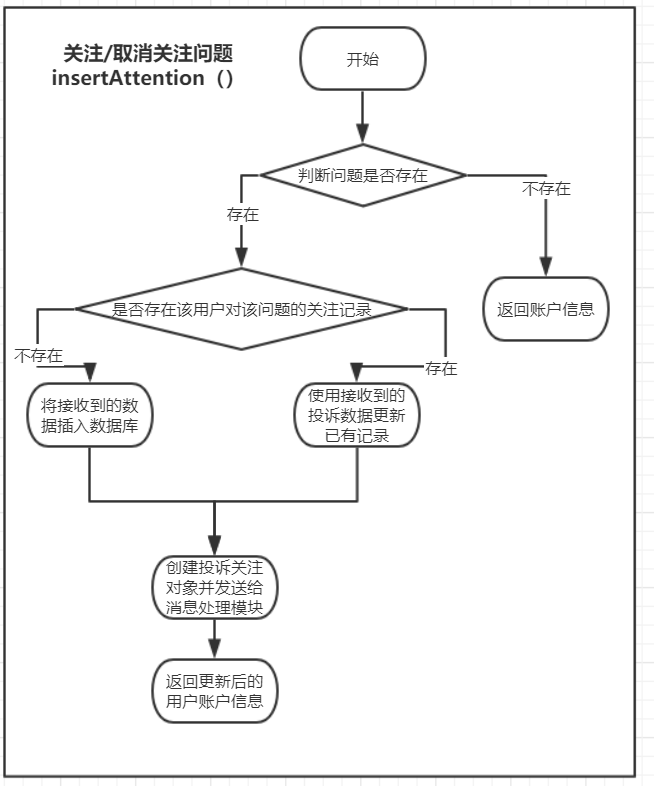 关注/取消关注问题
insertAttention（）
开始
判断问题是否存在
不存在
存在
返回账户信息
是否存在该用户对该问题的关注记录
不存在
存在
将接收到的数
据插入数据库
使用接收到的
投诉数据更新
已有记录
创建投诉关注
对象并发送给
消息处理模块
返回更新后的
用户账户信息